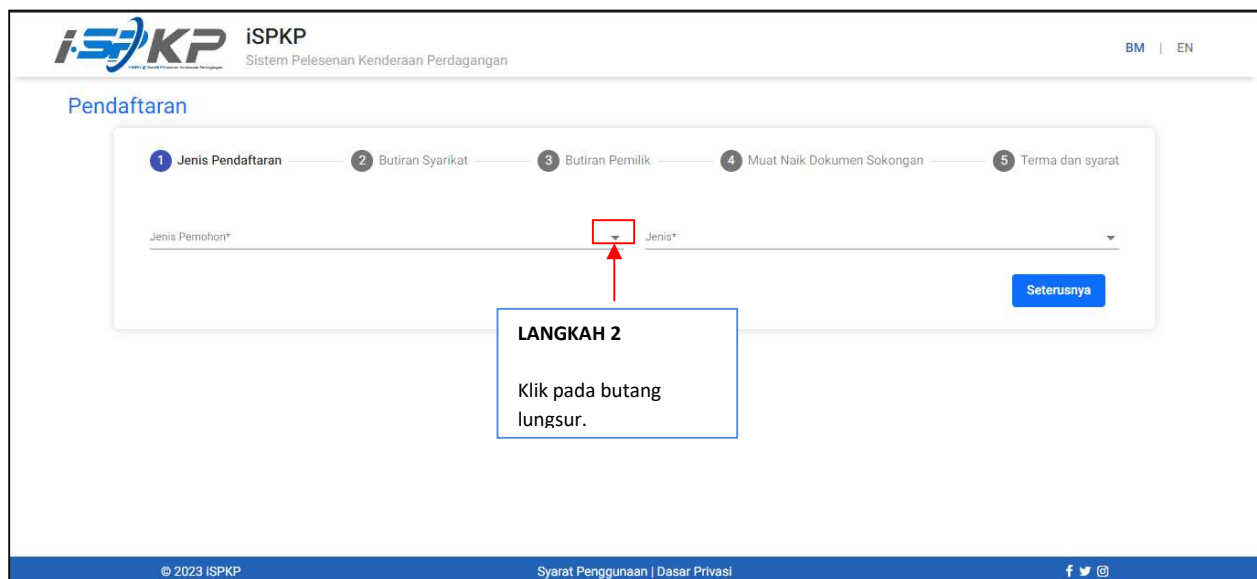 i.SPKP
iSPKP
Sistem Pelesenan Kenderaan Perdagangan
BM | EN
Pendaftaran
1 Jenis Pendaftaran 2 Butiran Syarikat 3 Butiran Pemilik 4 Muat Naik Dokumen Sokongan 5 Terma dan syarat
Jenis Pemohon* Jenis*
Seterusnya
LANGKAH 2
Klik pada butang
lungsur.
© 2023 iSPKP Syarat Penggunaan | Dasar Privasi